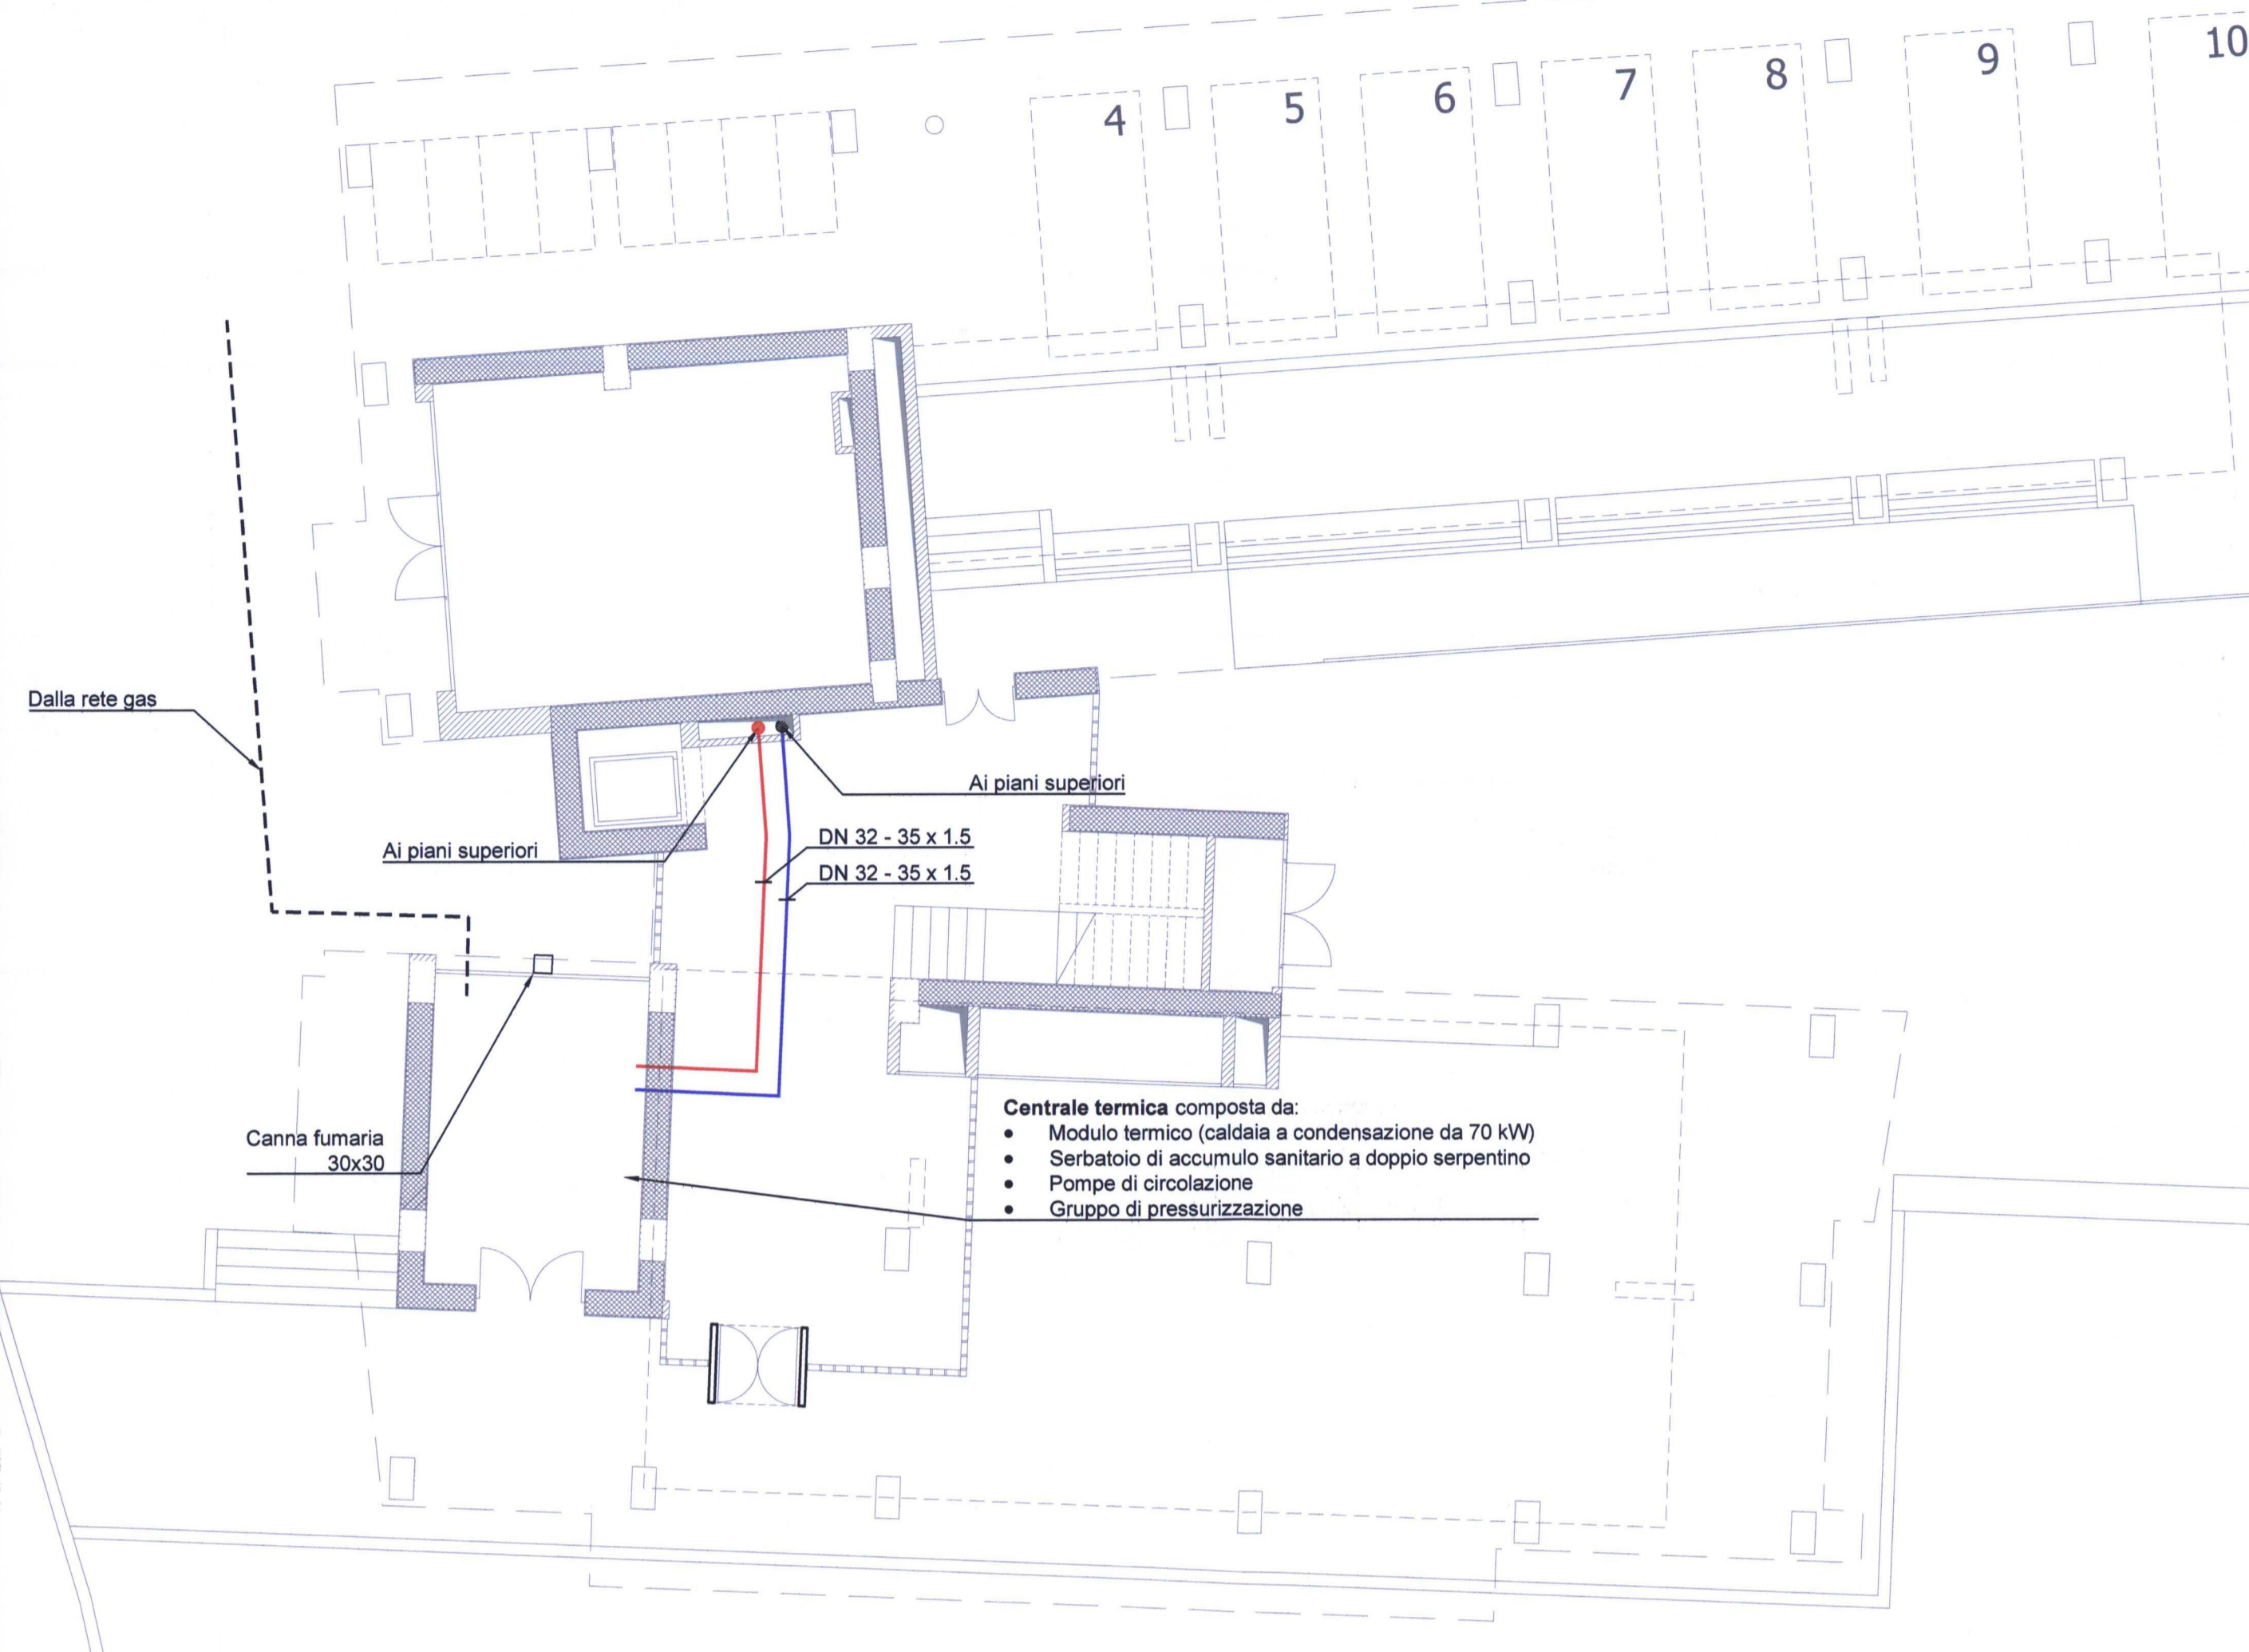 4
5
6
7
8
9
10
Dalla rete gas
Ai piani superiori
Ai piani superiori
DN 32 - 35 x 1.5
DN 32 - 35 x 1.5
Canna fumaria
30x30
Centrale termica composta da:
• Modulo termico (caldaia a condensazione da 70 kW)
• Serbatoio di accumulo sanitario a doppio serpentino
• Pompe di circolazione
• Gruppo di pressurizzazione